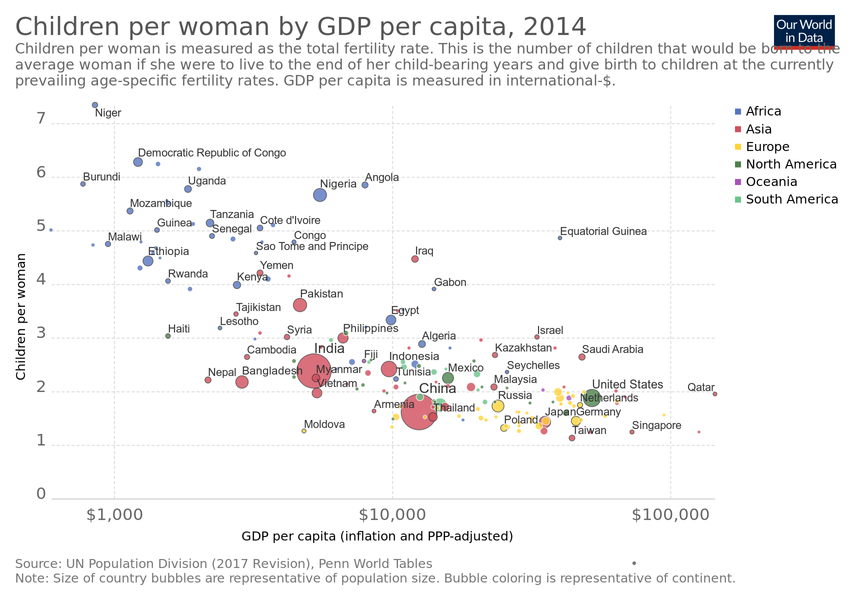 Children per woman by GDP per capita, 2014
Our World
in Data
Children per woman is measured as the total fertility rate. This is the number of children that would be born to the
average woman if she were to live to the end of her child-bearing years and give birth to children at the currently
prevailing age-specific fertility rates. GDP per capita is measured in international-$.
Africa
Asia
Europe
North America
Oceania
South America
Niger
7
Democratic Republic of Congo
6
Burundi
Uganda
Nigeria
Angola
Mozambique
Tanzania
Guinea
Senegal
Cote d'Ivoire
5
Malawi
Congo
Equatorial Guinea
Sao Tome and Principe
Ethiopia
Iraq
Yemen
Rwanda
Kenya
Gabon
4
Pakistan
Tajikistan
Egypt
Lesotho
Haiti
Syria
Philippines
Algeria
Israel
3
Cambodia
India
Fiji
Indonesia
Kazakhstan
Saudi Arabia
Nepal
Bangladesh
Myanmar
Tunisia
Mexico
Seychelles
Vietnam
Malaysia
United States
Qatar
2
China
Russia
Netherlands
Armenia
Thailand
Japan
Germany
Moldova
Poland
Taiwan
Singapore
1
0
Children per woman
$1,000
$10,000
$100,000
GDP per capita (inflation and PPP-adjusted)
Source: UN Population Division (2017 Revision), Penn World Tables
Note: Size of country bubbles are representative of population size. Bubble coloring is representative of continent.